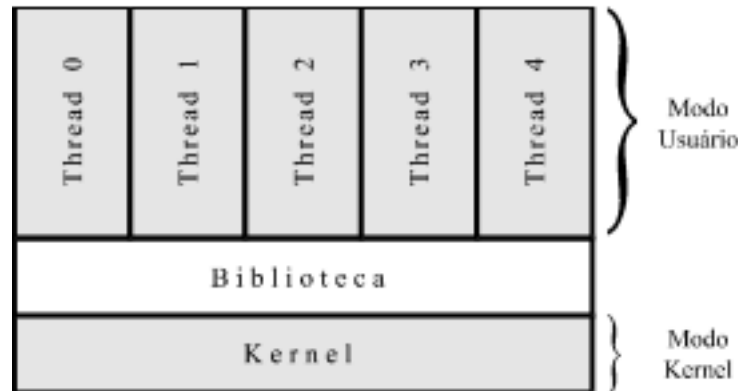 Thread 0
Thread 1
Thread 2
Thread 3
Thread 4
Modo
Usuário
Biblioteca
Kernel
Modo
Kernel